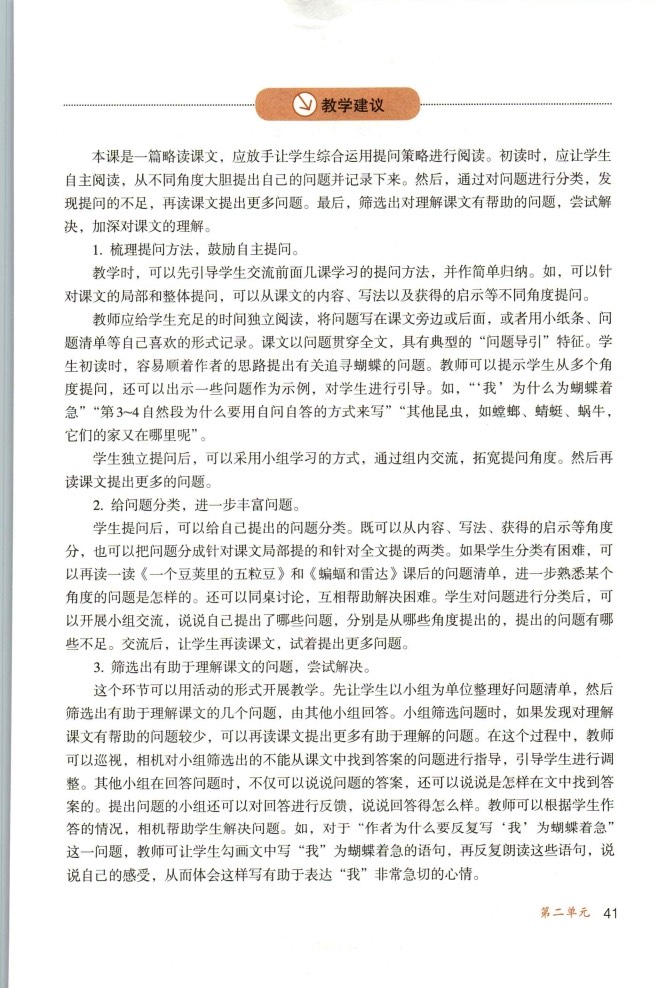 教学建议
本课是一篇略读课文，应放手让学生综合运用提问策略进行阅读。初读时，应让学生
自主阅读，从不同角度大胆提出自己的问题并记录下来。然后，通过对问题进行分类，发
现提问的不足，再读课文提出更多问题。最后，筛选出对理解课文有帮助的问题，尝试解
决，加深对课文的理解。
1. 梳理提问方法，鼓励自主提问。
教学时，可以先引导学生交流前面几课学习的提问方法，并作简单归纳。如，可以针
对课文的局部和整体提问，可以从课文的内容、写法以及获得的启示等不同角度提问。
教师应给学生充足的时间独立阅读，将问题写在课文旁边或后面，或者用小纸条、问
题清单等自己喜欢的形式记录。课文以问题贯穿全文，具有典型的“问题导引”特征。学
生初读时，容易顺着作者的思路提出有关追寻蝴蝶的问题。教师可以提示学生从多个角
度提问，还可以出示一些问题作为示例，对学生进行引导。如，“‘我’为什么为蝴蝶着
急”“第3~4自然段为什么要用自问自答的方式来写”“其他昆虫，如螳螂、蜻蜓、蜗牛，
它们的家又在哪里呢”。
学生独立提问后，可以采用小组学习的方式，通过组内交流，拓宽提问角度。然后再
读课文提出更多的问题。
2. 给问题分类，进一步丰富问题。
学生提问后，可以给自己提出的问题分类。既可以从内容、写法、获得的启示等角度
分，也可以把问题分成针对课文局部提的和针对全文提的两类。如果学生分类有困难，可
以再读一读《一个豆荚里的五粒豆》和《蝙蝠和雷达》课后的问题清单，进一步熟悉某个
角度的问题是怎样的。还可以同桌讨论，互相帮助解决困难。学生对问题进行分类后，可
以开展小组交流，说说自己提出了哪些问题，分别是从哪些角度提出的，提出的问题有哪
些不足。交流后，让学生再读课文，试着提出更多问题。
3. 筛选出有助于理解课文的问题，尝试解决。
这个环节可以用活动的形式开展教学。先让学生以小组为单位整理好问题清单，然后
筛选出有助于理解课文的几个问题，由其他小组回答。小组筛选问题时，如果发现对理解
课文有帮助的问题较少，可以再读课文提出更多有助于理解的问题。在这个过程中，教师
可以巡视，相机对小组筛选出的不能从课文中找到答案的问题进行指导，引导学生进行调
整。其他小组在回答问题时，不仅可以说说问题的答案，还可以说说是怎样在文中找到答
案的。提出问题的小组还可以对回答进行反馈，说说回答得怎么样。教师可以根据学生作
答的情况，相机帮助学生解决问题。如，对于“作者为什么要反复写‘我’为蝴蝶着急”
这一问题，教师可让学生勾画文中写“我”为蝴蝶着急的语句，再反复朗读这些语句，说
说自己的感受，从而体会这样写有助于表达“我”非常急切的心情。
第二单元 41